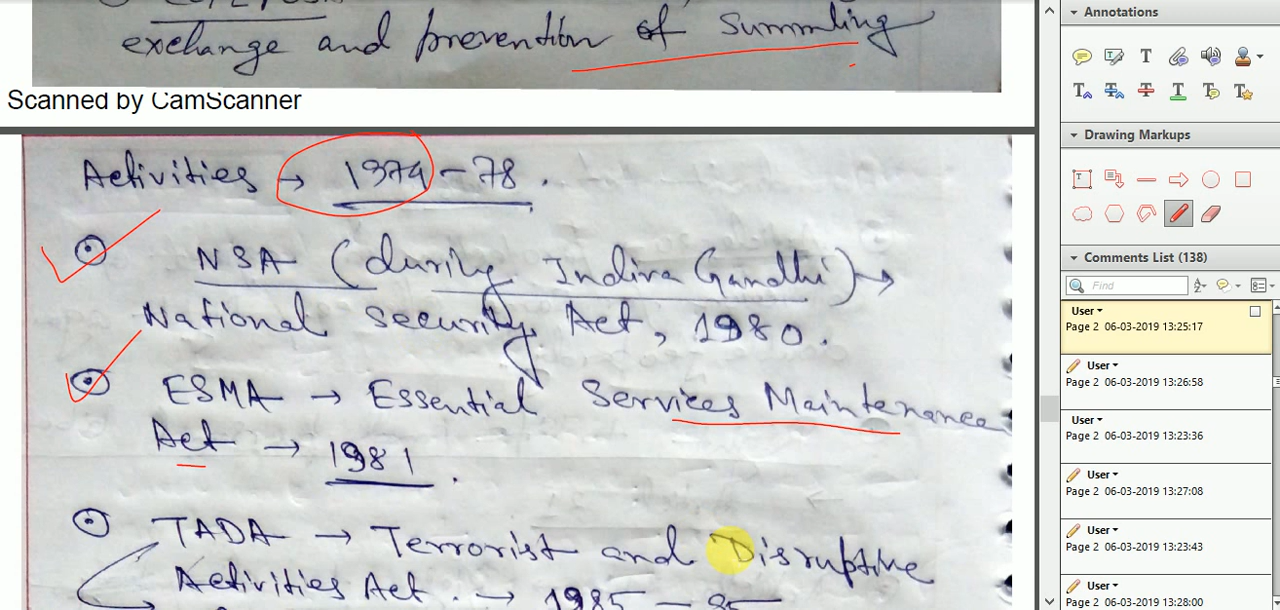 exchange and prevention of Summling
Scanned by CamScanner
Activities → 1974 - 78 .
NSA (during Indira Gandhi) →
National security Act, 1980 .
ESMA → Essential Services Maintenance
Act → 1981 .
TADA → Terrorist and Disruptive
Activities Act . → 1985 - 95
Annotations
T
Drawing Markups
Comments List (138)
Find
User
Page 2 06-03-2019 13:25:17
User
Page 2 06-03-2019 13:26:58
User
Page 2 06-03-2019 13:23:36
User
Page 2 06-03-2019 13:27:08
User
Page 2 06-03-2019 13:23:43
User
Page 2 06-03-2019 13:28:00